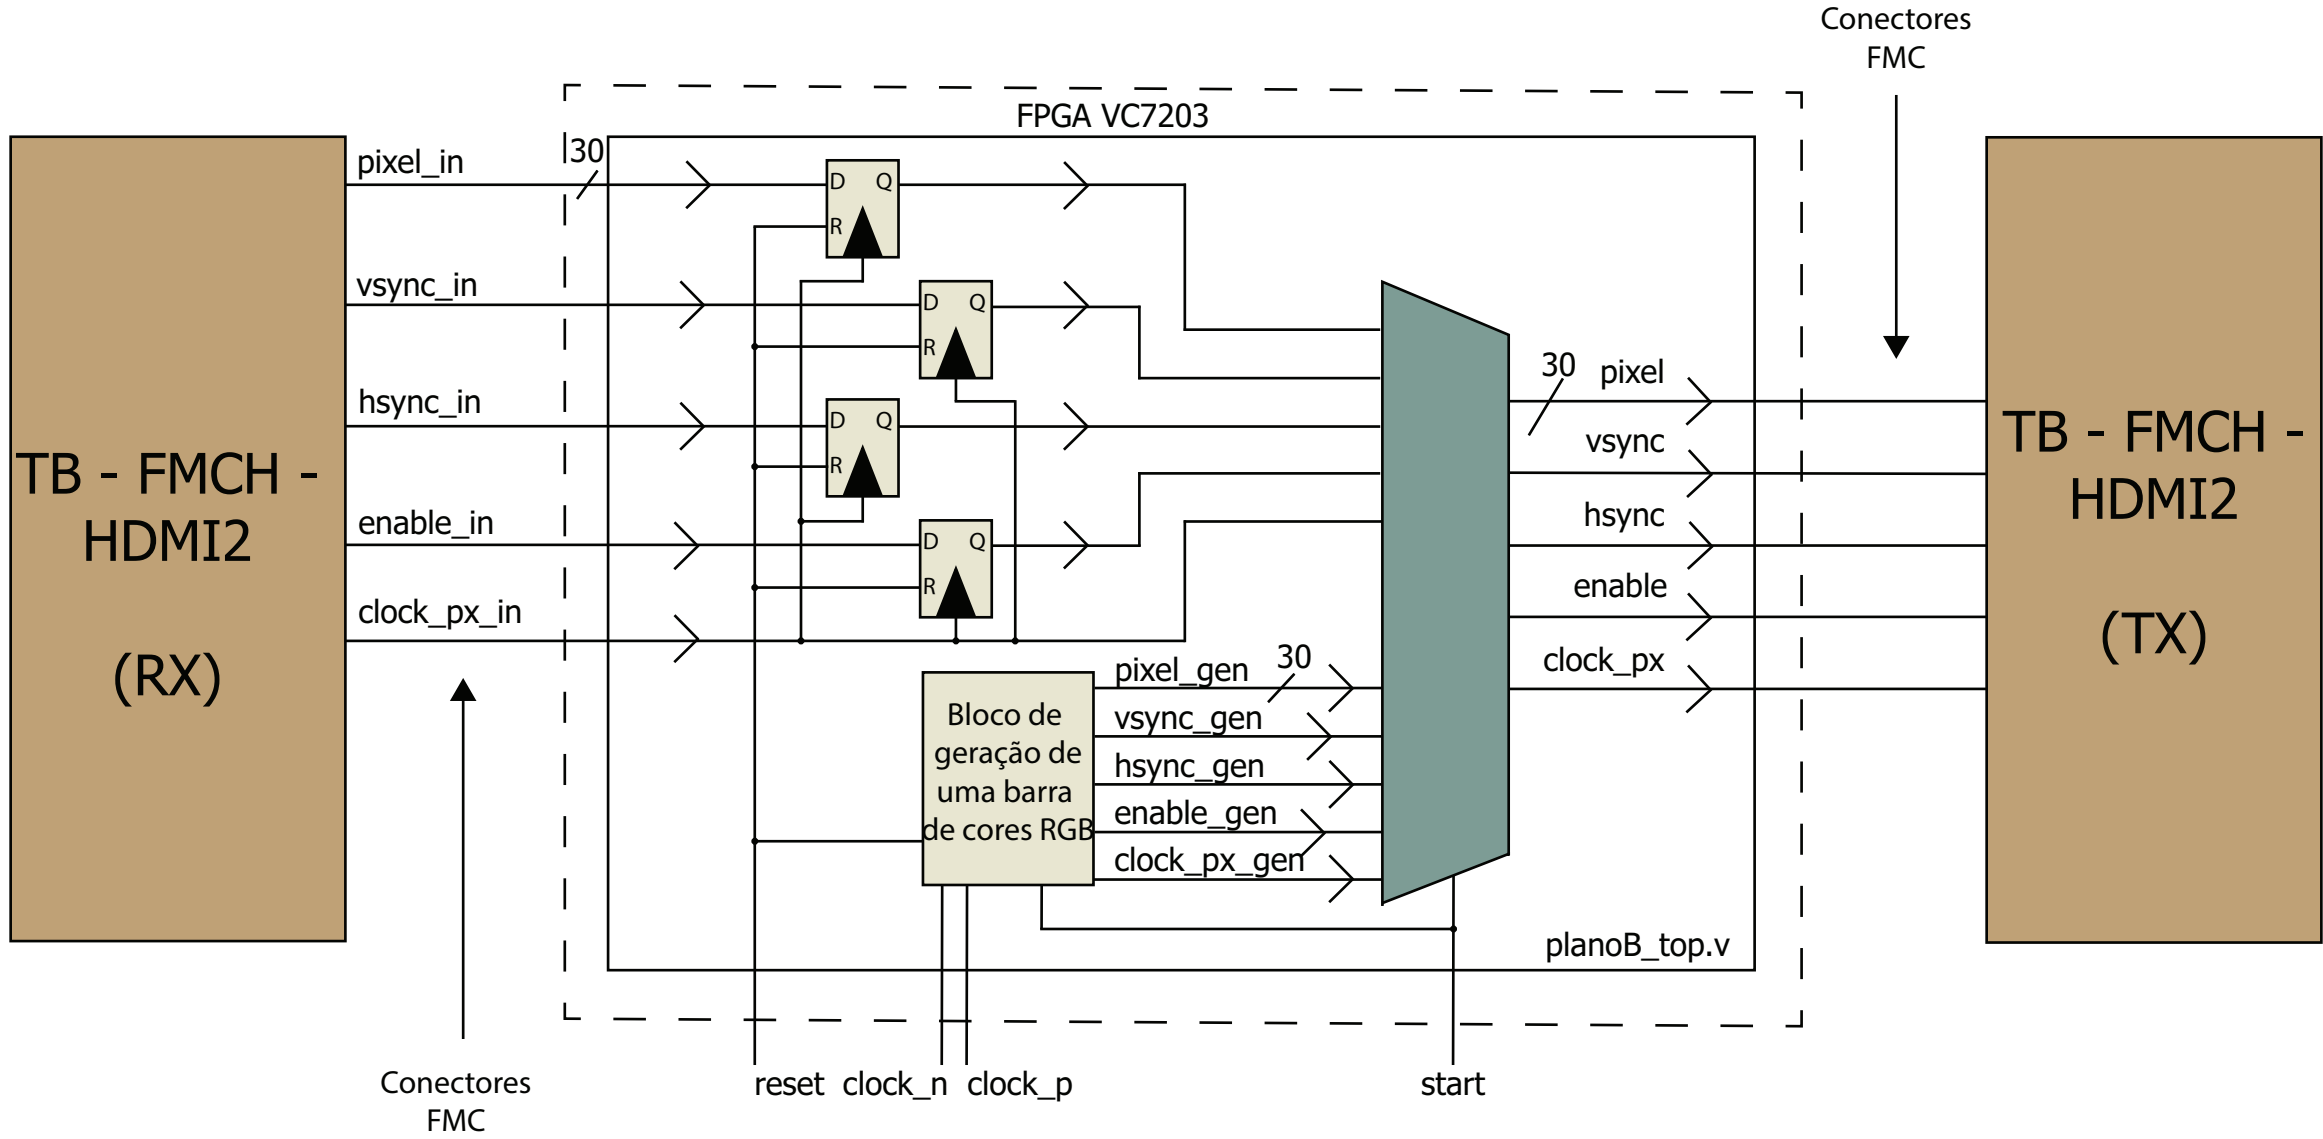 Conectores
FMC
FPGA VC7203
pixel_in
30
D Q
R
vsync_in
D Q
R
hsync_in
D Q
R
enable_in
D Q
R
clock_px_in
TB - FMCH -
HDMI2
(RX)
30
pixel
vsync
hsync
enable
clock_px
TB - FMCH -
HDMI2
(TX)
Bloco de
geração de
uma barra
de cores RGB
pixel_gen
30
vsync_gen
hsync_gen
enable_gen
clock_px_gen
planoB_top.v
reset clock_n clock_p
start
Conectores
FMC